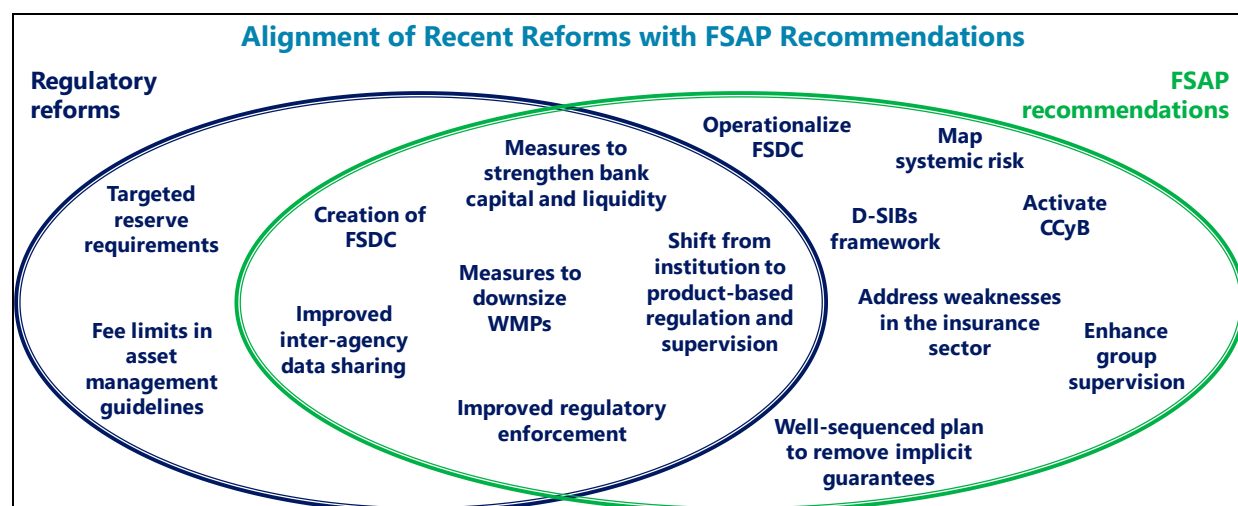 Alignment of Recent Reforms with FSAP Recommendations
Regulatory
reforms
FSAP
recommendations
Targeted
reserve
requirements
Fee limits in
asset
management
guidelines
Creation of
FSDC
Improved
inter-agency
data sharing
Measures to
strengthen bank
capital and liquidity
Measures to
downsize
WMPs
Improved regulatory
enforcement
Shift from
institution to
product-based
regulation and
supervision
Operationalize
FSDC
Map
systemic risk
D-SIBs
framework
Activate
CCyB
Address weaknesses
in the insurance
sector
Enhance
group
supervision
Well-sequenced plan
to remove implicit
guarantees